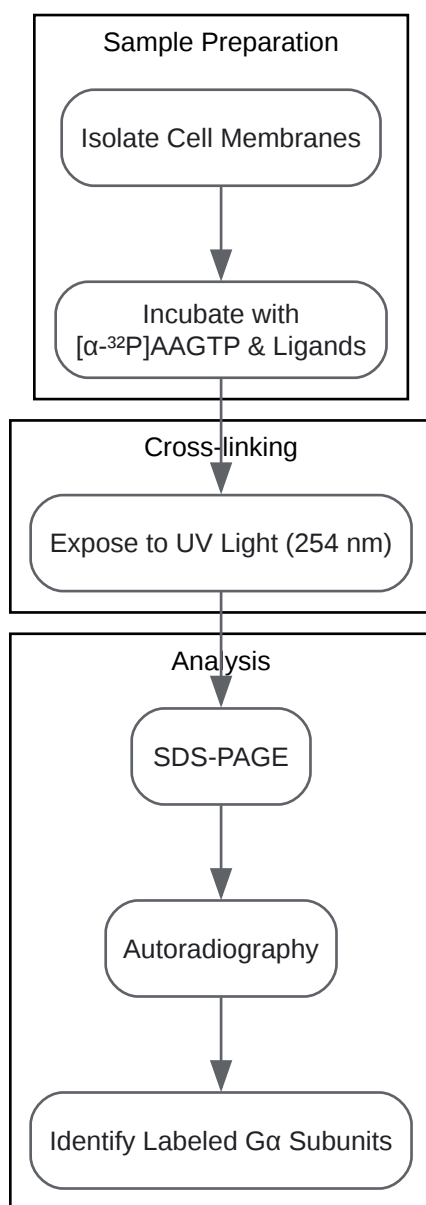 Sample Preparation
Isolate Cell Membranes
Incubate with
[α-³²P]AAGTP & Ligands
Cross-linking
Expose to UV Light (254 nm)
Analysis
SDS-PAGE
Autoradiography
Identify Labeled Gα Subunits